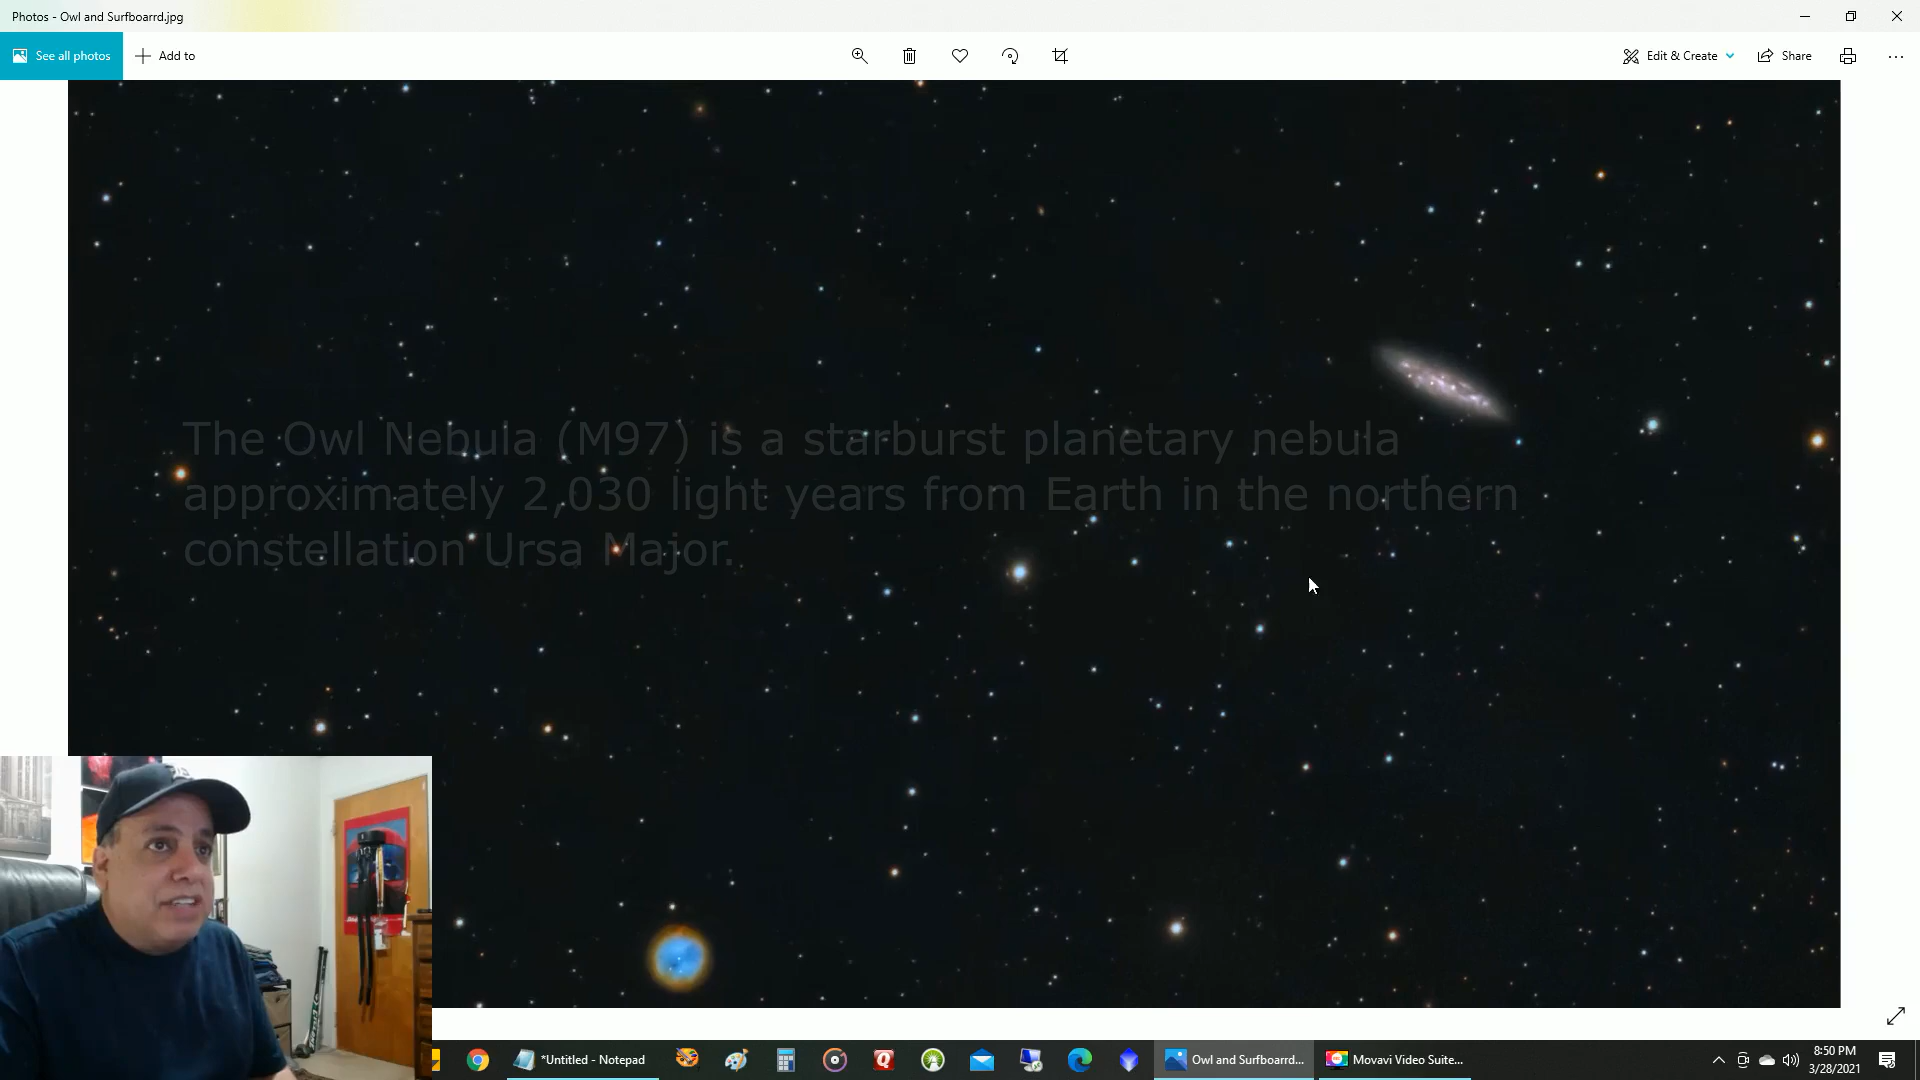 Photos - Owl and Surfboarrd.jpg
See all photos
Add to
Edit & Create
Share
The Owl Nebula (M97) is a starburst planetary nebula
approximately 2,030 light years from Earth in the northern
constellation Ursa Major.
*Untitled - Notepad
Owl and Surfboarrd...
Movavi Video Suite...
8:50 PM
3/28/2021